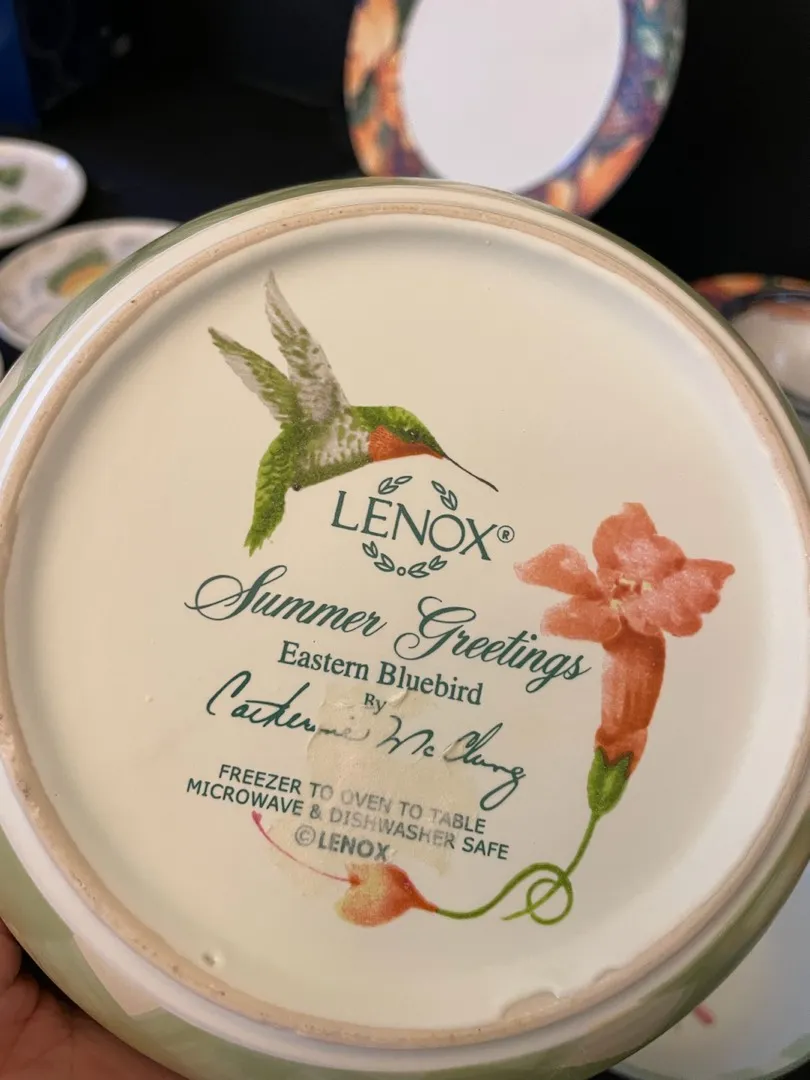 LENOX®
Summer Greetings
Eastern Bluebird
By
Catherine McClung
FREEZER TO OVEN TO TABLE
MICROWAVE & DISHWASHER SAFE
©LENOX